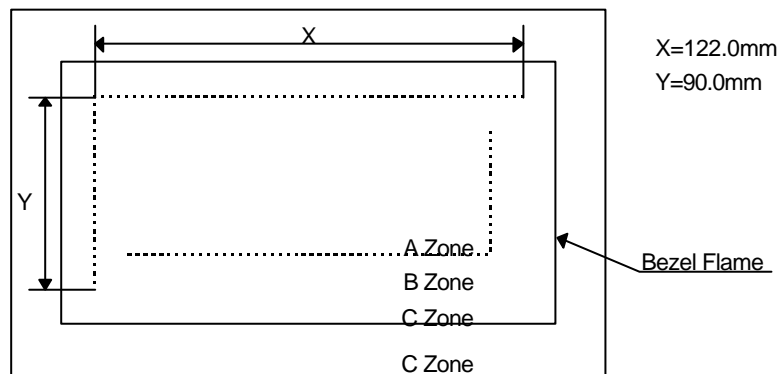 X
X=122.0mm
Y=90.0mm
Y
A Zone
B Zone
Bezel Flame
C Zone
C Zone